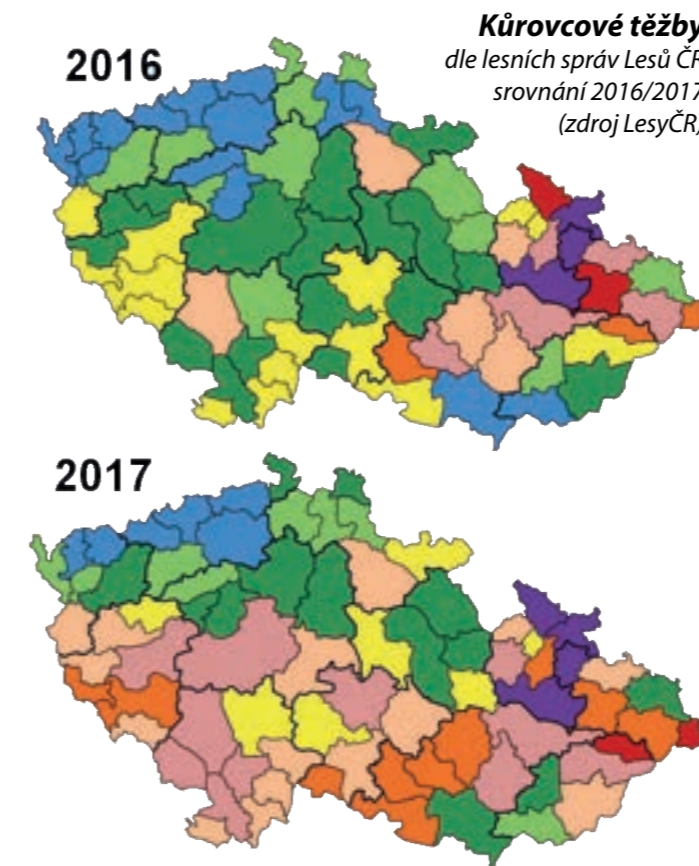 Kůrovcové těžby
dle lesních správ Lesů ČR
srovnání 2016/2017
(zdroj LesyČR)
2016
2017